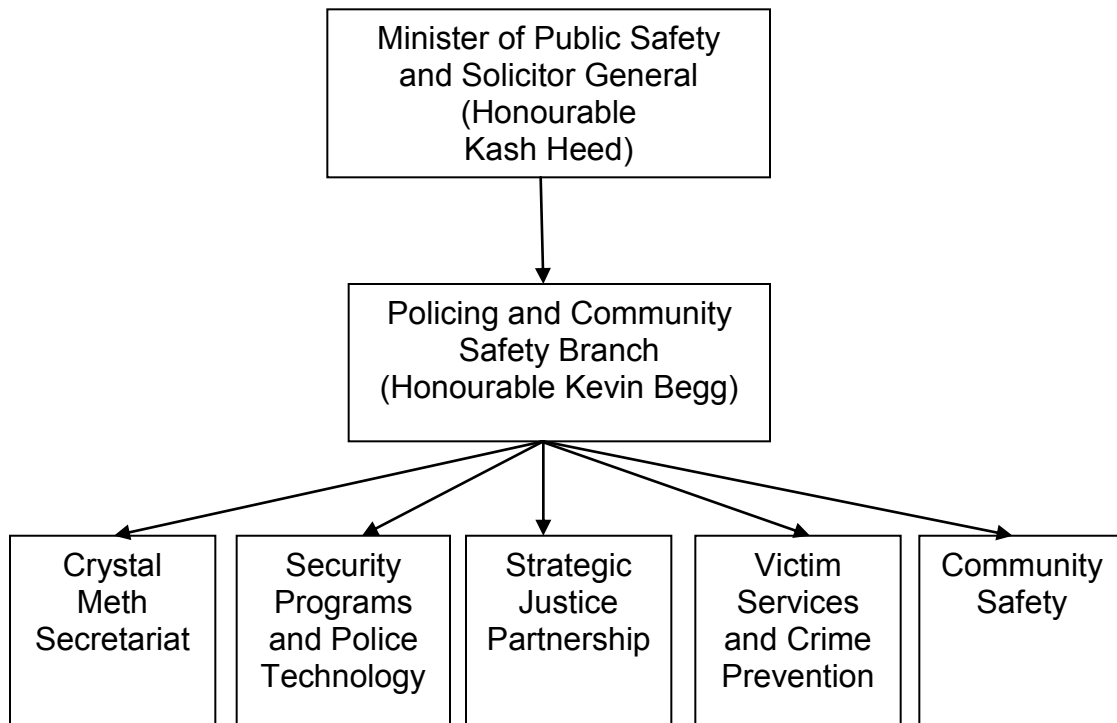 Minister of Public Safety
and Solicitor General
(Honourable
Kash Heed)
Policing and Community
Safety Branch
(Honourable Kevin Begg)
Crystal
Meth
Secretariat
Security
Programs
and Police
Technology
Strategic
Justice
Partnership
Victim
Services
and Crime
Prevention
Community
Safety